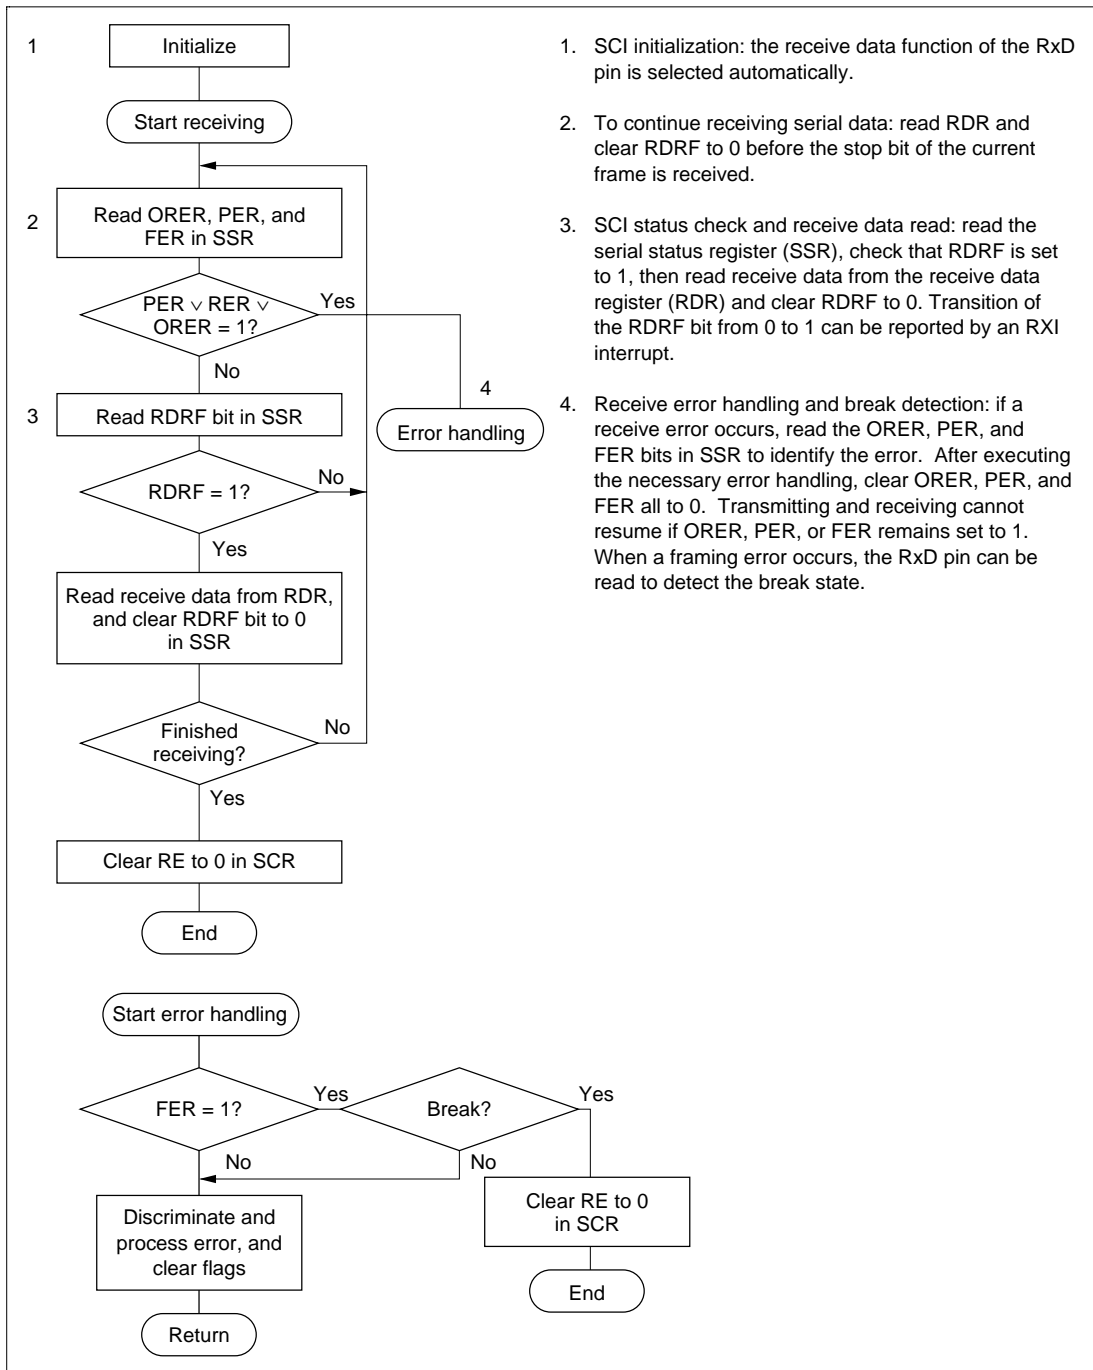 1
Initialize
Start receiving
2
Read ORER, PER, and
FER in SSR
PER ∨ RER ∨
ORER = 1?
Yes
No
4
Error handling
3
Read RDRF bit in SSR
RDRF = 1?
No
Yes
Read receive data from RDR,
and clear RDRF bit to 0
in SSR
Finished
receiving?
No
Yes
Clear RE to 0 in SCR
End
1. SCI initialization: the receive data function of the RxD
pin is selected automatically.
2. To continue receiving serial data: read RDR and
clear RDRF to 0 before the stop bit of the current
frame is received.
3. SCI status check and receive data read: read the
serial status register (SSR), check that RDRF is set
to 1, then read receive data from the receive data
register (RDR) and clear RDRF to 0. Transition of
the RDRF bit from 0 to 1 can be reported by an RXI
interrupt.
4. Receive error handling and break detection: if a
receive error occurs, read the ORER, PER, and
FER bits in SSR to identify the error. After executing
the necessary error handling, clear ORER, PER, and
FER all to 0. Transmitting and receiving cannot
resume if ORER, PER, or FER remains set to 1.
When a framing error occurs, the RxD pin can be
read to detect the break state.
Start error handling
FER = 1?
Yes
Break?
Yes
No
No
Clear RE to 0
in SCR
End
Discriminate and
process error, and
clear flags
Return